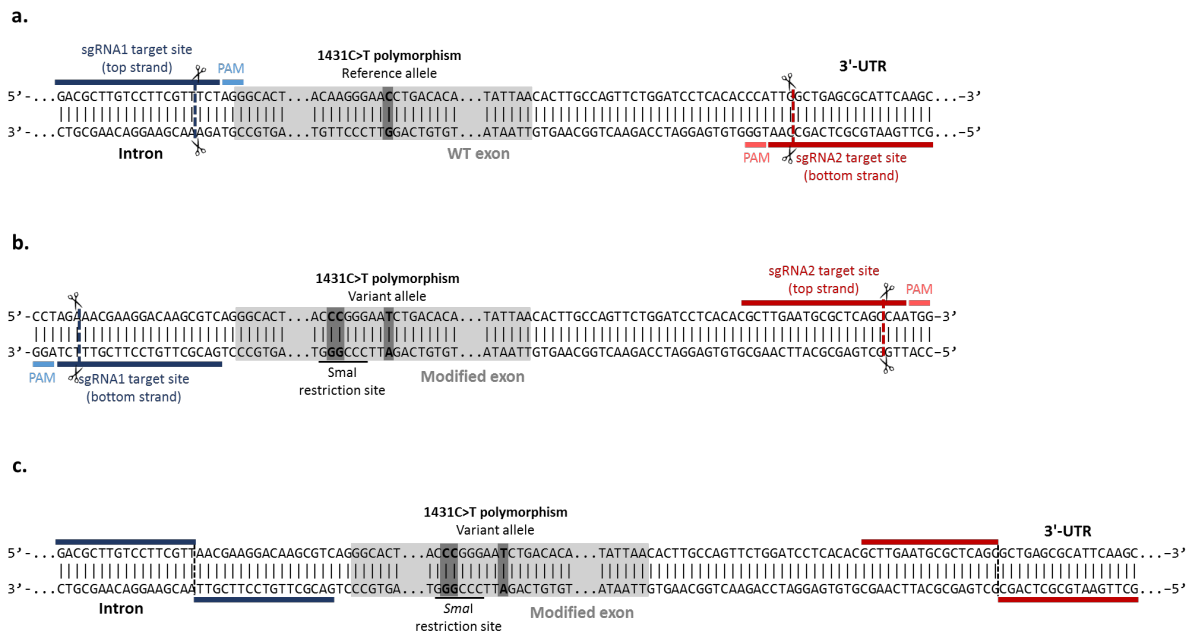 a.
sgRNA1 target site
(top strand)
PAM
1431C>T polymorphism
Reference allele
3'-UTR
5’-...GACGCTTGTCCTTCGTTTCTAGGGCACT...ACAAGGGAACCTGACACA...TATTAACACTTGCCAGTTCTGGATCCTCACACCCATTGGCTGAGCGCATTCAAGC...–3’
3’-...CTGCGAACAGGAAGCAAAGATGCCGTGA...TGTTCCCTTGGACTGTGT...ATAATTGTGAACGGTCAAGACCTAGGAGTGTGGGTAACCGACTCGCGTAAGTTCG...–5’
Intron
WT exon
PAM
sgRNA2 target site
(bottom strand)
b.
1431C>T polymorphism
Variant allele
sgRNA2 target site
(top strand)
PAM
5’-CCTAGAAACGAAGGACAAGCGTCAGGGCACT...ACCCGGGAATCTGACACA...TATTAACACTTGCCAGTTCTGGATCCTCACACGCTTGAATGCGCTCAGCCAATGG–3’
3’-GGATCTTTGCTTCCTGTTCGCAGTCCCGTGA...TGGGCCCTTAGACTGTGT...ATAATTGTGAACGGTCAAGACCTAGGAGTGTGCGAACTTACGCGAGTCGGTTACC–5’
PAM
sgRNA1 target site
(bottom strand)
SmaI
restriction site
Modified exon
c.
1431C>T polymorphism
Variant allele
3'-UTR
5’-...GACGCTTGTCCTTCGTTAACGAAGGACAAGCGTCAGGGCACT...ACCCGGGAATCTGACACA...TATTAACACTTGCCAGTTCTGGATCCTCACACGCTTGAATGCGCTCAGCGCTGAGCGCATTCAAGC...–3’
3’-...CTGCGAACAGGAAGCAATTGCTTCCTGTTCGCAGTCCCGTGA...TGGGCCCTTAGACTGTGT...ATAATTGTGAACGGTCAAGACCTAGGAGTGTGCGAACTTACGCGAGTCGCGACTCGCGTAAGTTCG...–5’
Intron
SmaI
restriction site
Modified exon